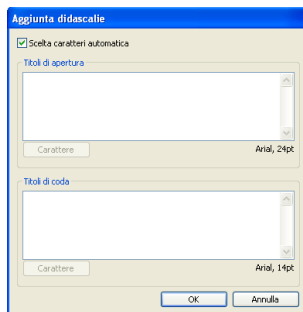 Aggiunta didascalie
Scelta caratteri automatica
Titoli di apertura
Carattere
Arial, 24pt
Titoli di coda
Carattere
Arial, 14pt
OK
Annulla